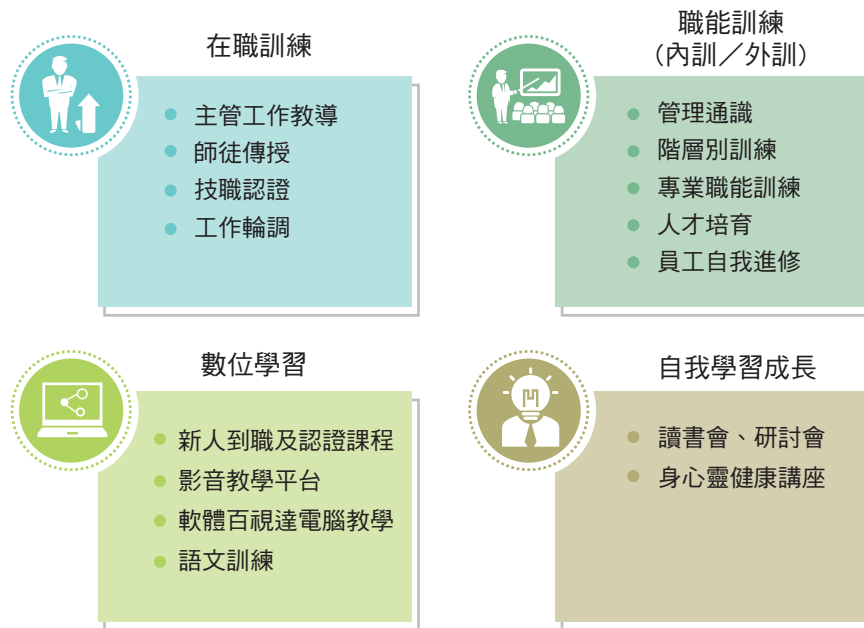 在職訓練
主管工作教導
師徒傳授
技職認證
工作輪調
職能訓練
(內訓／外訓)
管理通識
階層別訓練
專業職能訓練
人才培育
員工自我進修
數位學習
新人到職及認證課程
影音教學平台
軟體百視達電腦教學
語文訓練
自我學習成長
讀書會、研討會
身心靈健康講座